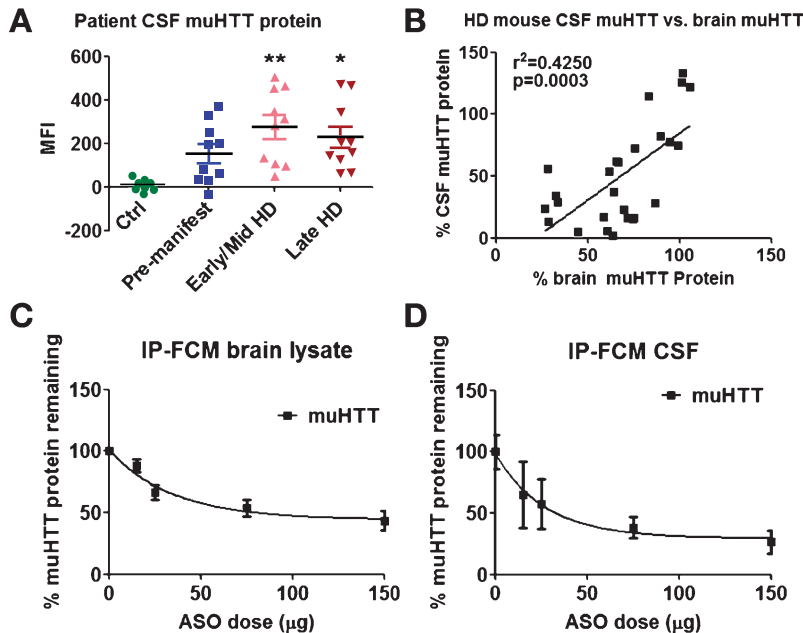 A
Patient CSF muHTT protein
MFI
600
400
200
0
-200
** 
*
Ctrl
Pre-manifest
Early/Mid HD
Late HD
B
HD mouse CSF muHTT vs. brain muHTT
% CSF muHTT protein
150
100
50
0
r²=0.4250
p=0.0003
0
50
100
150
% brain muHTT Protein
C
IP-FCM brain lysate
% muHTT protein remaining
150
100
50
0
muHTT
0
50
100
150
ASO dose (μg)
D
IP-FCM CSF
% muHTT protein remaining
150
100
50
0
muHTT
0
50
100
150
ASO dose (μg)